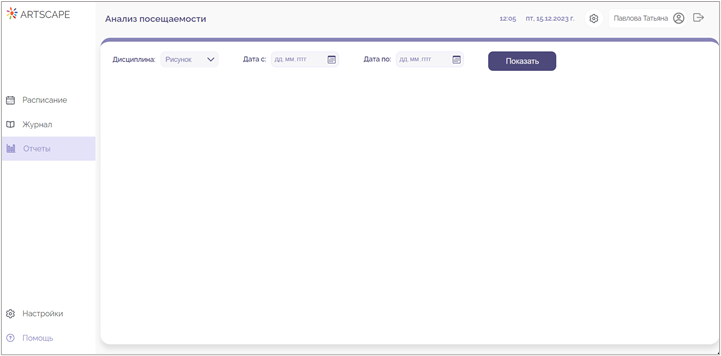 ARTSCAPE
Анализ посещаемости
12:05 пт, 15.12.2023 г.
Павлова Татьяна
Дисциплина: Рисунок
Дата с: дд.мм.гггг
Дата по: дд.мм.гггг
Показать
Расписание
Журнал
Отчеты
Настройки
Помощь